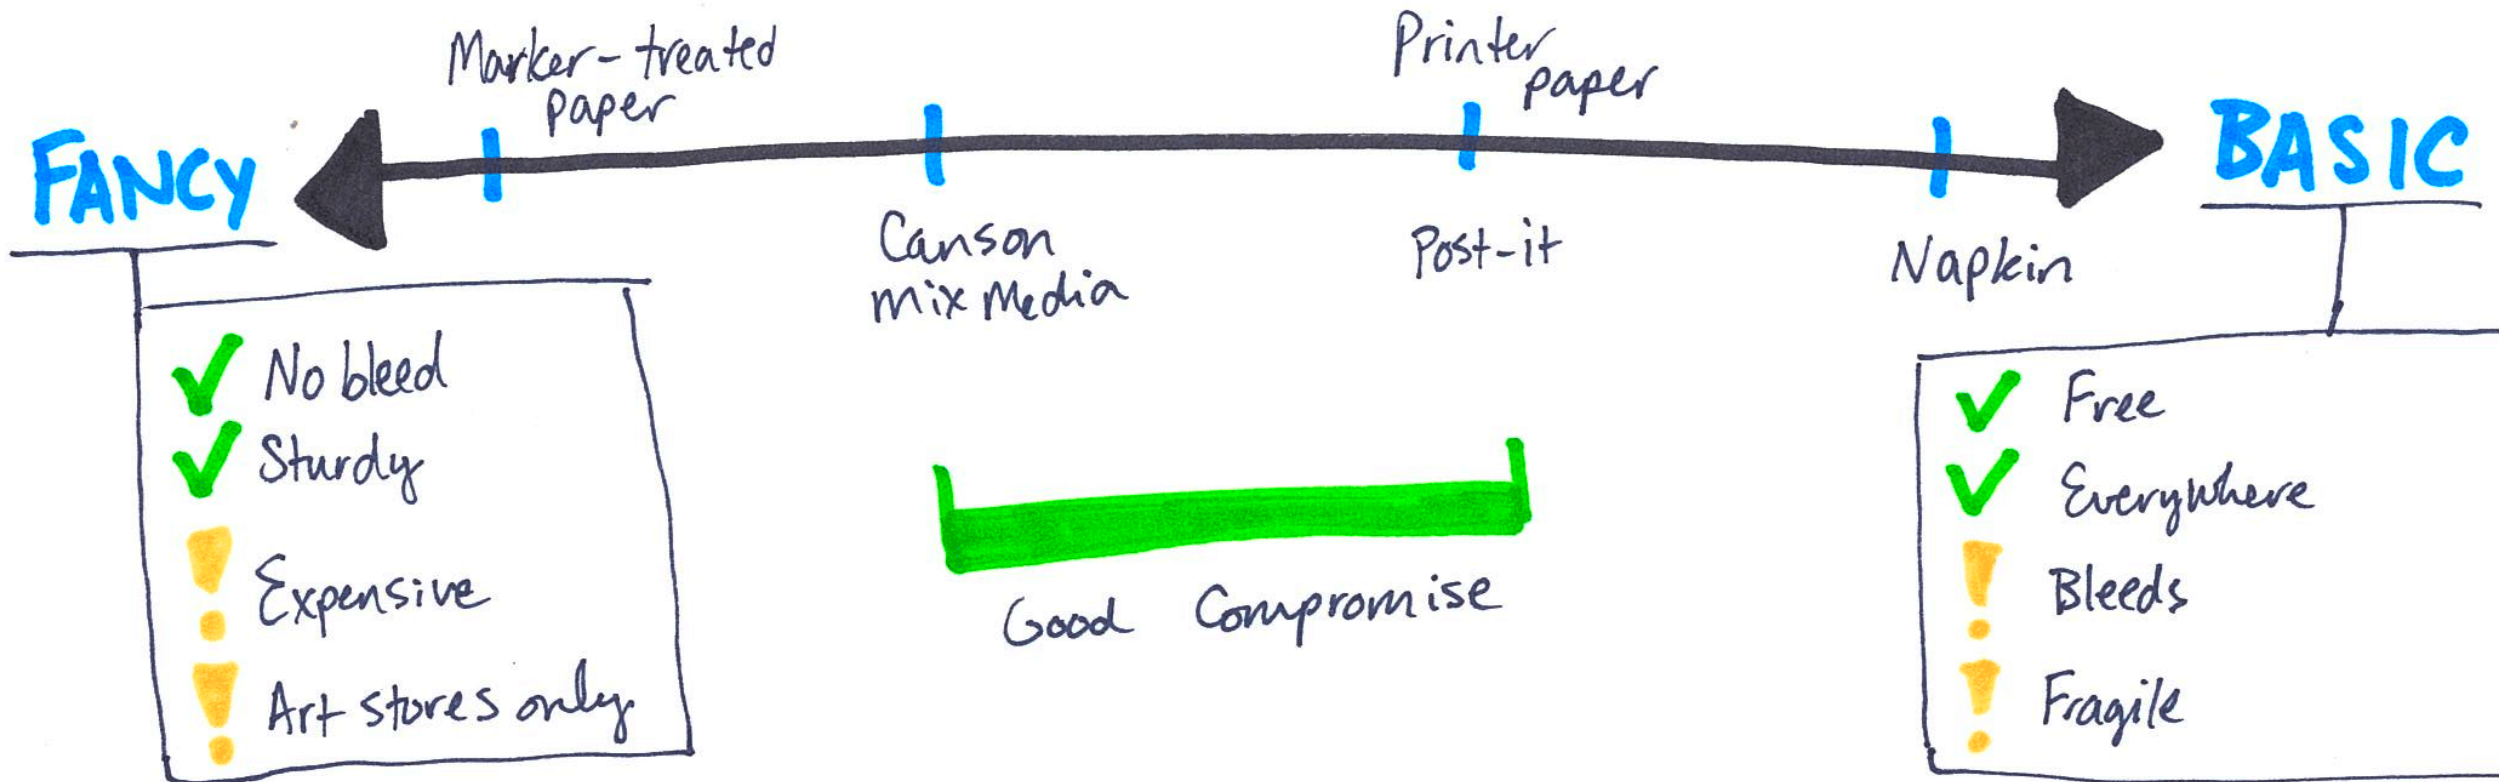 Marker-treated
paper
Printer
paper
FANCY
BASIC
Canson
mix Media
Post-it
Napkin
No bleed
Sturdy
Expensive
Art stores only
Good Compromise
Free
Everywhere
Bleeds
Fragile